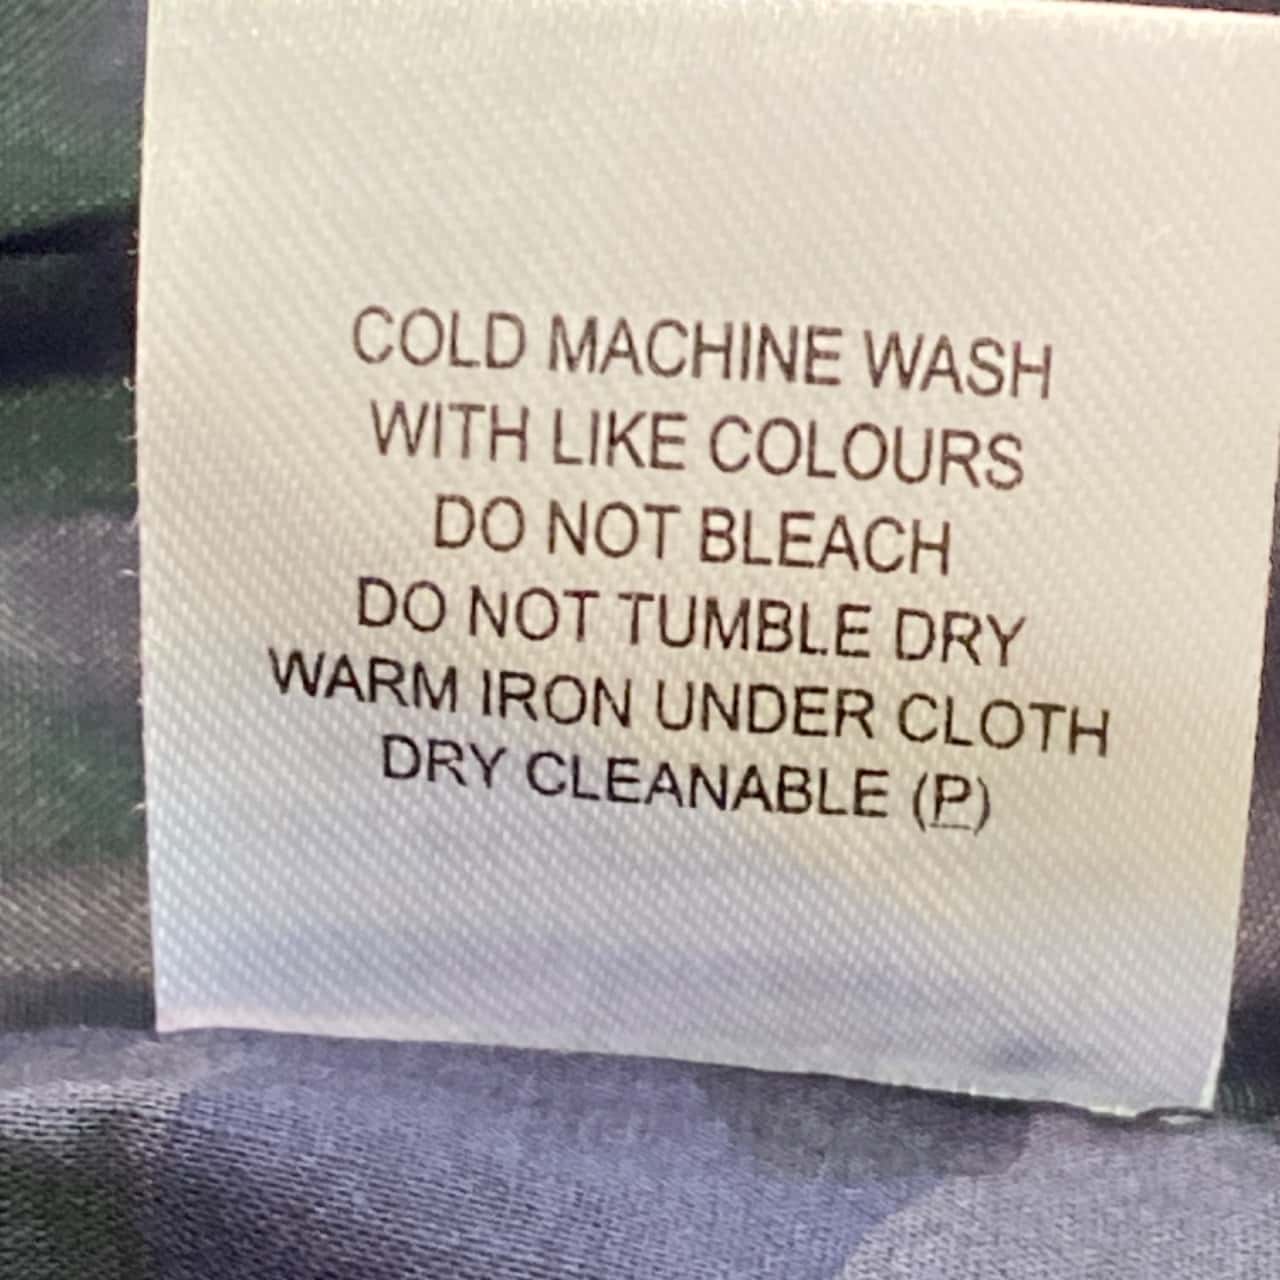 COLD MACHINE WASH
WITH LIKE COLOURS
DO NOT BLEACH
DO NOT TUMBLE DRY
WARM IRON UNDER CLOTH
DRY CLEANABLE (P)